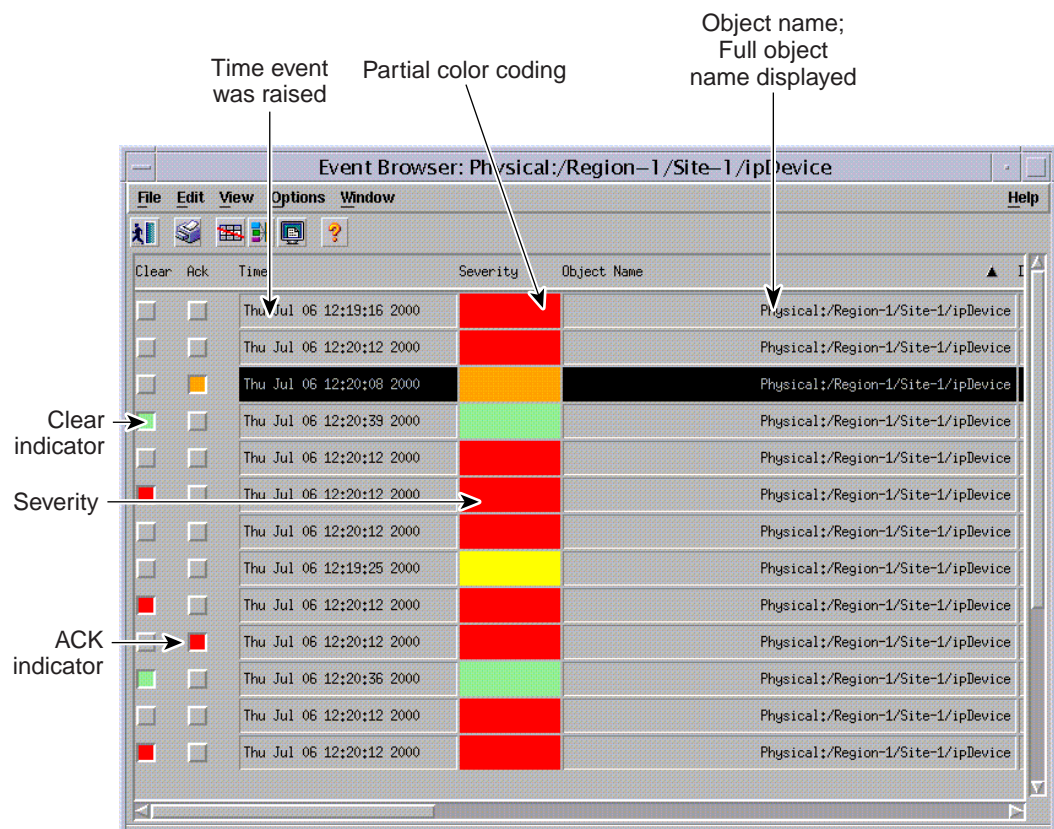 Object name;
Full object
name displayed
Time event
was raised
Partial color coding
Event Browser: Physical:/Region-1/Site-1/ipDevice
File Edit View Options Window Help
?
Clear Ack Time Severity Object Name
Thu Jul 06 12:19:16 2000 Physical:/Region-1/Site-1/ipDevice
Thu Jul 06 12:20:12 2000 Physical:/Region-1/Site-1/ipDevice
Thu Jul 06 12:20:08 2000 Physical:/Region-1/Site-1/ipDevice
Clear
indicator
Thu Jul 06 12:20:39 2000 Physical:/Region-1/Site-1/ipDevice
Thu Jul 06 12:20:12 2000 Physical:/Region-1/Site-1/ipDevice
Severity
Thu Jul 06 12:20:12 2000 Physical:/Region-1/Site-1/ipDevice
Thu Jul 06 12:20:12 2000 Physical:/Region-1/Site-1/ipDevice
Thu Jul 06 12:19:25 2000 Physical:/Region-1/Site-1/ipDevice
Thu Jul 06 12:20:12 2000 Physical:/Region-1/Site-1/ipDevice
ACK
indicator
Thu Jul 06 12:20:12 2000 Physical:/Region-1/Site-1/ipDevice
Thu Jul 06 12:20:36 2000 Physical:/Region-1/Site-1/ipDevice
Thu Jul 06 12:20:12 2000 Physical:/Region-1/Site-1/ipDevice
Thu Jul 06 12:20:12 2000 Physical:/Region-1/Site-1/ipDevice